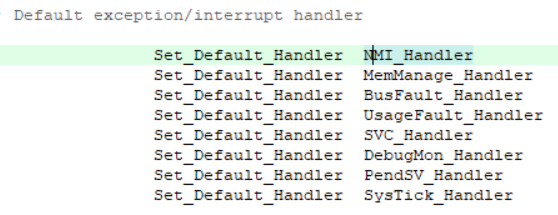 Default exception/interrupt handler
Set_Default_Handler NMI_Handler
Set_Default_Handler MemManage_Handler
Set_Default_Handler BusFault_Handler
Set_Default_Handler UsageFault_Handler
Set_Default_Handler SVC_Handler
Set_Default_Handler DebugMon_Handler
Set_Default_Handler PendSV_Handler
Set_Default_Handler SysTick_Handler